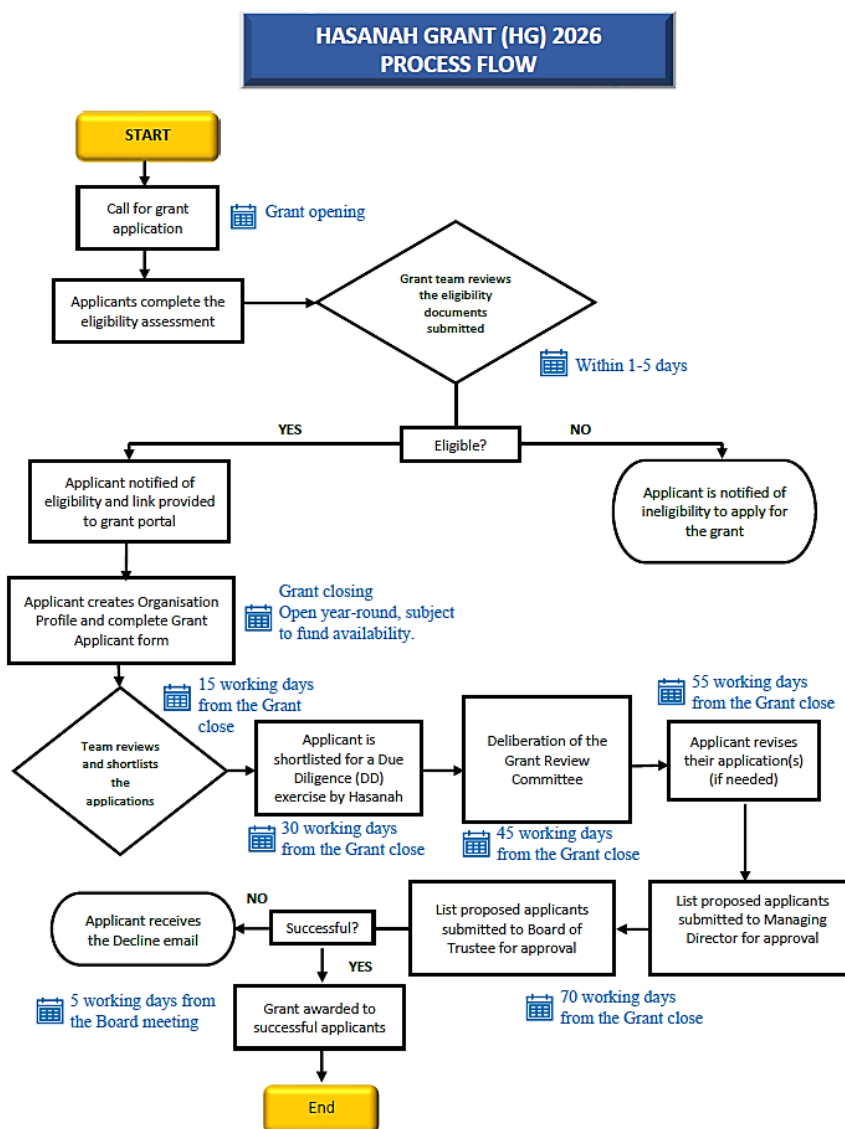 HASANAH GRANT (HG) 2026
PROCESS FLOW
START
Call for grant
application
Grant opening
Applicants complete the
eligibility assessment
Grant team reviews
the eligibility
documents
submitted
Within 1-5 days
Eligible?
YES
NO
Applicant notified of
eligibility and link provided
to grant portal
Applicant is notified of
ineligibility to apply for
the grant
Applicant creates Organisation
Profile and complete Grant
Applicant form
Grant closing
Open year-round, subject
to fund availability.
Team reviews
and shortlists
the
applications
15 working days
from the Grant
close
Applicant is
shortlisted for a Due
Diligence (DD)
exercise by Hasanah
30 working days
from the Grant close
Deliberation of the
Grant Review
Committee
45 working days
from the Grant close
55 working days
from the Grant close
Applicant revises
their application(s)
(if needed)
List proposed applicants
submitted to Managing
Director for approval
List proposed applicants
submitted to Board of
Trustee for approval
70 working days
from the Grant close
Successful?
NO
Applicant receives
the Decline email
5 working days from
the Board meeting
YES
Grant awarded to
successful applicants
End